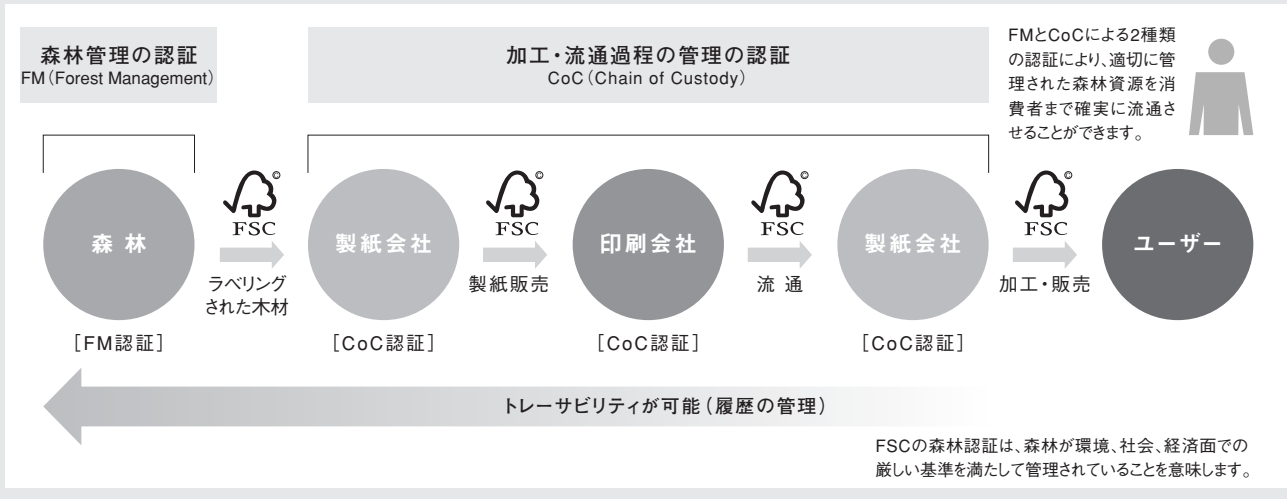 森林管理の認証
FM（Forest Management）
加工・流通過程の管理の認証
CoC（Chain of Custody）
FMとCoCによる2種類
の認証により、適切に管
理された森林資源を消
費者まで確実に流通さ
せることができます。
森 林
©
FSC
ラベリング
された木材
製紙会社
©
FSC
製紙販売
印刷会社
©
FSC
流 通
製紙会社
©
FSC
加工・販売
ユーザー
［FM認証］
［CoC認証］
［CoC認証］
［CoC認証］
トレーサビリティが可能（履歴の管理）
FSCの森林認証は、森林が環境、社会、経済面での
厳しい基準を満たして管理されていることを意味します。